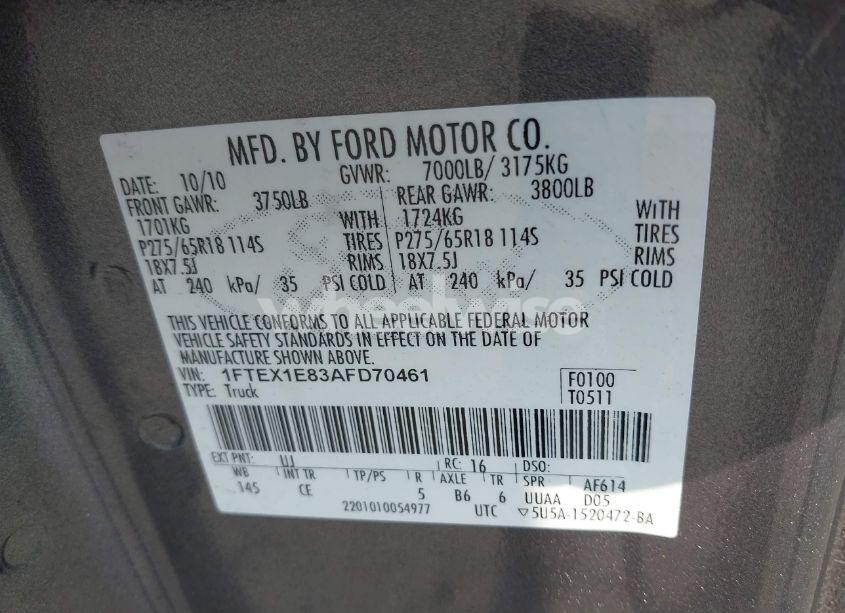 MFD. BY FORD MOTOR CO.
DATE: 10/10 GVWR: 7000LB/ 3175KG
FRONT GAWR: 3750LB REAR GAWR: 3800LB
1701KG WITH 1724KG WITH
P275/65R18 114S TIRES P275/65R18 114S TIRES
18X7.5J RIMS 18X7.5J RIMS
AT 240 kPa/ 35 PSI COLD AT 240 kPa/ 35 PSI COLD
wheelwise
THIS VEHICLE CONFORMS TO ALL APPLICABLE FEDERAL MOTOR
VEHICLE SAFETY STANDARDS IN EFFECT ON THE DATE OF
MANUFACTURE SHOWN ABOVE.
VIN: 1FTEX1E83AFD70461 F0100
TYPE: Truck T0511
EXT PNT: UJ RC: 16 DSO:
WB INT TR TP/PS R AXLE TR SPR AF614
145 CE 5 B6 6 UUAA D05
2201010054977 UTC ▽5U5A-1520472-BA